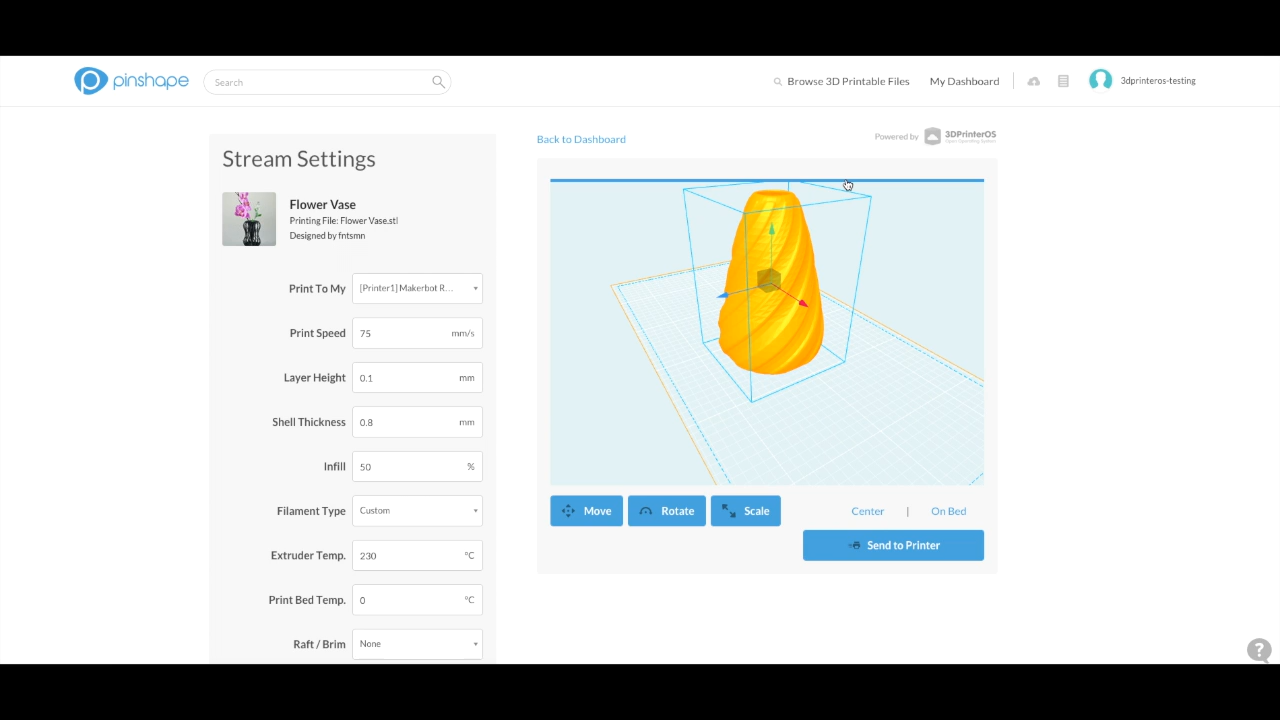 pinshape
Search
Browse 3D Printable Files
My Dashboard
3dprinteros-testing
Stream Settings
Flower Vase
Printing File: Flower Vase.stl
Designed by fntsmn
Print To My
[Printer1] Makerbot R...
Print Speed
75
mm/s
Layer Height
0.1
mm
Shell Thickness
0.8
mm
Infill
50
%
Filament Type
Custom
Extruder Temp.
230
°C
Print Bed Temp.
0
°C
Raft / Brim
None
Back to Dashboard
Powered by
3DPrinterOS
Open Operating System
Move
Rotate
Scale
Center
|
On Bed
Send to Printer
?